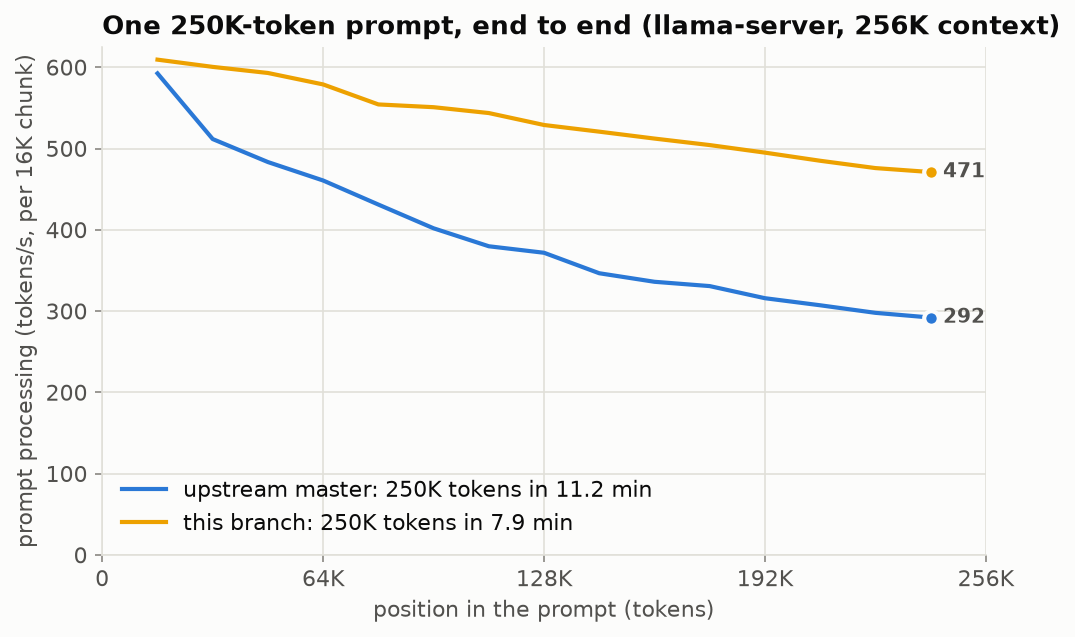 One 250K-token prompt, end to end (llama-server, 256K context)
prompt processing (tokens/s, per 16K chunk)
600
500
400
300
200
100
0
471
292
upstream master: 250K tokens in 11.2 min
this branch: 250K tokens in 7.9 min
0
64K
128K
192K
256K
position in the prompt (tokens)